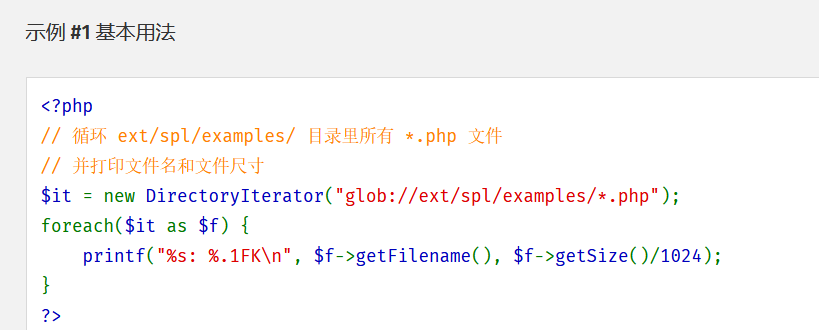 示例 #1 基本用法
<?php
// 循环 ext/spl/examples/ 目录里所有 *.php 文件
// 并打印文件名和文件尺寸
$it = new DirectoryIterator("glob://ext/spl/examples/*.php");
foreach($it as $f) {
    printf("%s: %.1FK\n", $f->getFilename(), $f->getSize()/1024);
}
?>